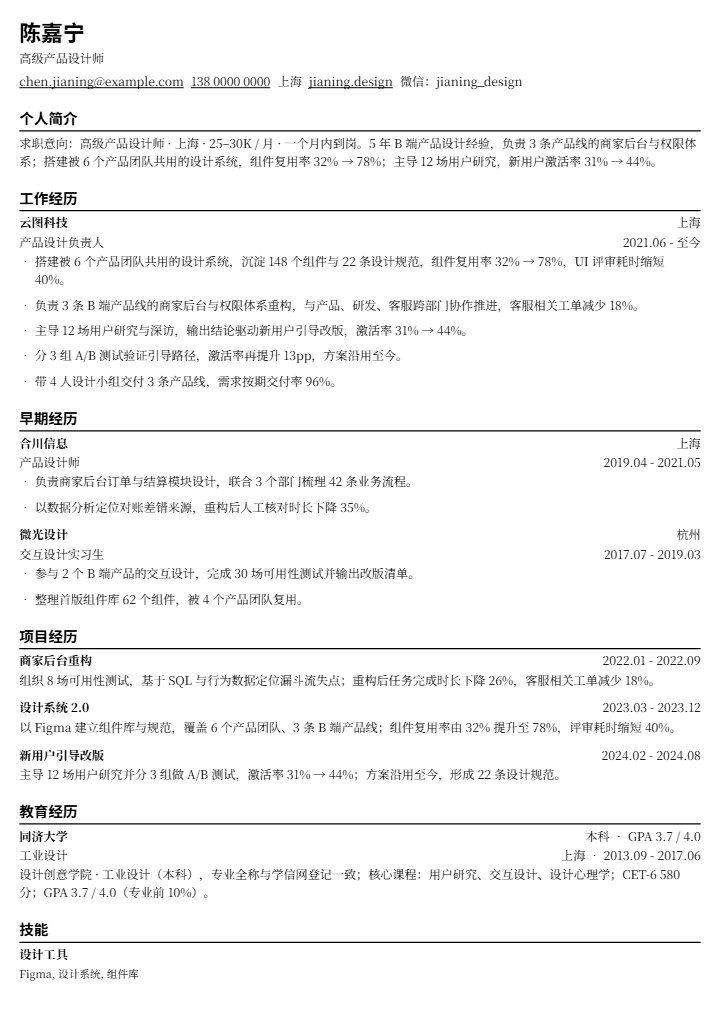 陈嘉宁
高级产品设计师
chen.jianing@example.com 138 0000 0000 上海 jianing.design 微信：jianing_design
个人简介
求职意向：高级产品设计师 · 上海 · 25–30K / 月 · 一个月内到岗。5 年 B 端产品设计经验，负责 3 条产品线的商家后台与权限体
系；搭建被 6 个产品团队共用的设计系统，组件复用率 32% → 78%；主导 12 场用户研究，新用户激活率 31% → 44%。
工作经历
云图科技 上海
产品设计负责人 2021.06 - 至今
· 搭建被 6 个产品团队共用的设计系统，沉淀 148 个组件与 22 条设计规范，组件复用率 32% → 78%，UI 评审耗时缩短
40%。
· 负责 3 条 B 端产品线的商家后台与权限体系重构，与产品、研发、客服跨部门协作推进，客服相关工单减少 18%。
· 主导 12 场用户研究与深访，输出结论驱动新用户引导改版，激活率 31% → 44%。
· 分 3 组 A/B 测试验证引导路径，激活率再提升 13pp，方案沿用至今。
· 带 4 人设计小组交付 3 条产品线，需求按期交付率 96%。
早期经历
合川信息 上海
产品设计师 2019.04 - 2021.05
· 负责商家后台订单与结算模块设计，联合 3 个部门梳理 42 条业务流程。
· 以数据分析定位对账差错来源，重构后人工核对时长下降 35%。
微光设计 杭州
交互设计实习生 2017.07 - 2019.03
· 参与 2 个 B 端产品的交互设计，完成 30 场可用性测试并输出改版清单。
· 整理首版组件库 62 个组件，被 4 个产品团队复用。
项目经历
商家后台重构 2022.01 - 2022.09
组织 8 场可用性测试，基于 SQL 与行为数据定位漏斗流失点；重构后任务完成时长下降 26%，客服相关工单减少 18%。
设计系统 2.0 2023.03 - 2023.12
以 Figma 建立组件库与规范，覆盖 6 个产品团队、3 条 B 端产品线；组件复用率由 32% 提升至 78%，评审耗时缩短 40%。
新用户引导改版 2024.02 - 2024.08
主导 12 场用户研究并分 3 组做 A/B 测试，激活率 31% → 44%；方案沿用至今，形成 22 条设计规范。
教育经历
同济大学 本科 · GPA 3.7 / 4.0
工业设计 上海 · 2013.09 - 2017.06
设计创意学院 · 工业设计（本科），专业全称与学信网登记一致；核心课程：用户研究、交互设计、设计心理学；CET-6 580
分；GPA 3.7 / 4.0（专业前 10%）。
技能
设计工具
Figma, 设计系统, 组件库